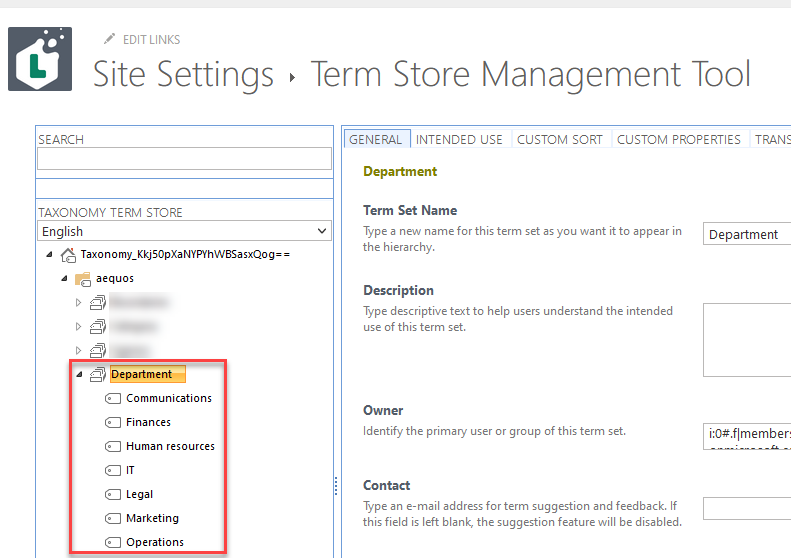 L
EDIT LINKS
Site Settings ▸ Term Store Management Tool
SEARCH
TAXONOMY TERM STORE
English
Taxonomy_Kkj50pXaNYPYhWBSasxQog==
aequos
Department
Communications
Finances
Human resources
IT
Legal
Marketing
Operations
GENERAL INTENDED USE CUSTOM SORT CUSTOM PROPERTIES TRANS
Department
Term Set Name
Type a new name for this term set as you want it to appear in
the hierarchy.
Department
Description
Type descriptive text to help users understand the intended
use of this term set.
Owner
Identify the primary user or group of this term set.
i:0#.f|members
onmicrosoft.co
Contact
Type an e-mail address for term suggestion and feedback. If
this field is left blank, the suggestion feature will be disabled.